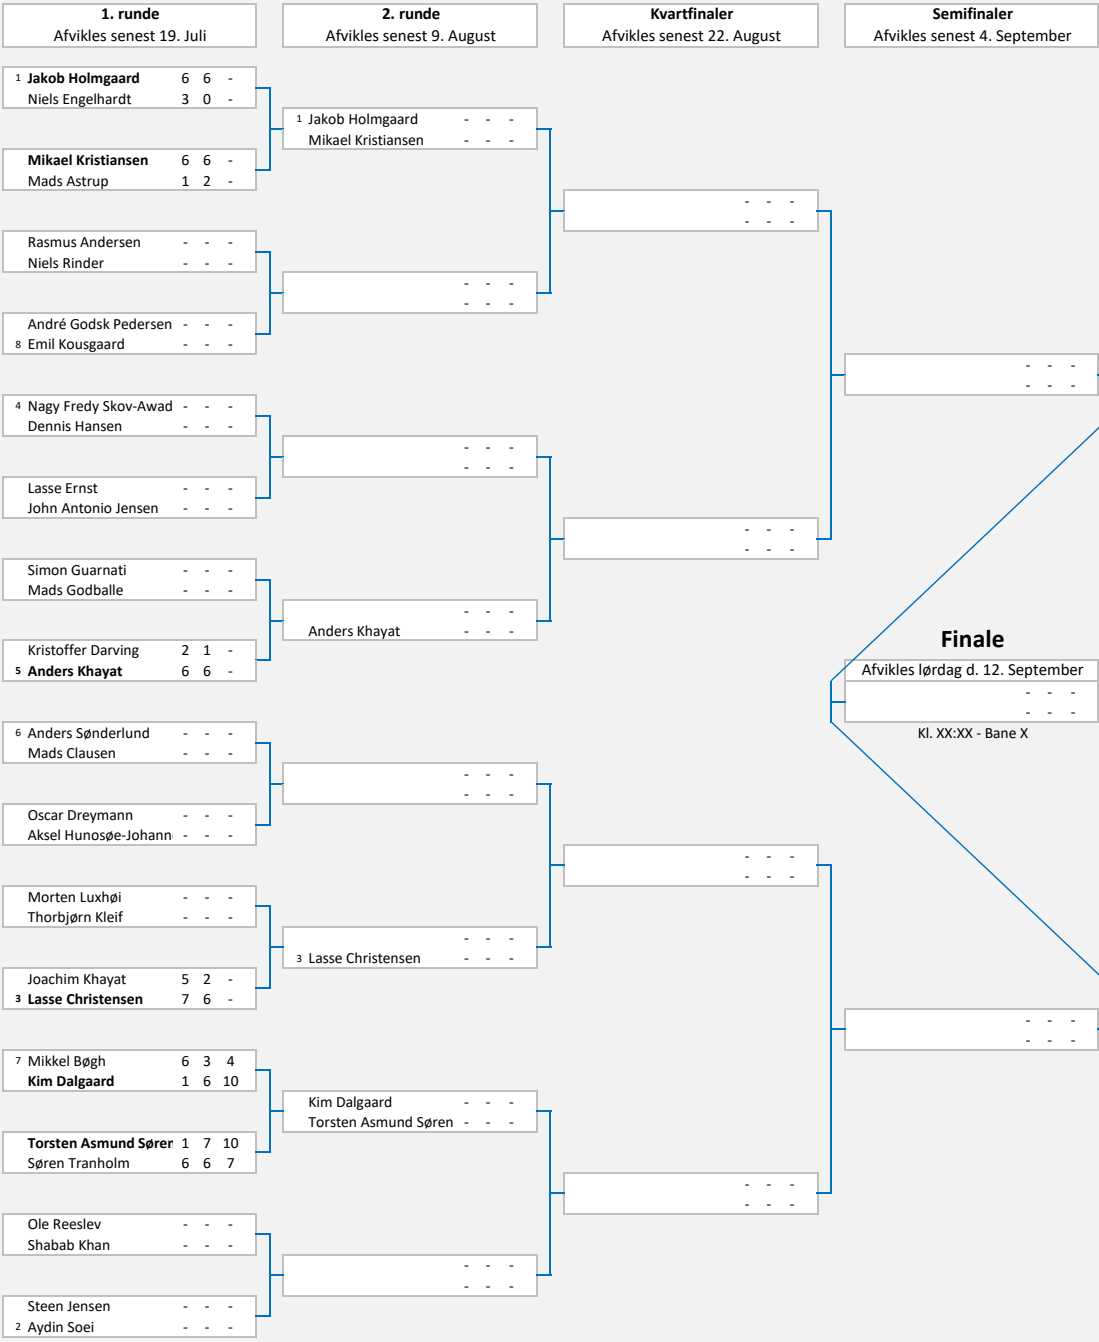 1. runde
Afvikles senest 19. Juli
2. runde
Afvikles senest 9. August
Kvartfinaler
Afvikles senest 22. August
Semifinaler
Afvikles senest 4. September
1 Jakob Holmgaard 6 6 -
Niels Engelhardt 3 0 -
Mikael Kristiansen 6 6 -
Mads Astrup 1 2 -
Rasmus Andersen - - -
Niels Rinder - - -
André Godsk Pedersen - - -
8 Emil Kousgaard - - -
4 Nagy Fredy Skov-Awad - - -
Dennis Hansen - - -
Lasse Ernst - - -
John Antonio Jensen - - -
Simon Guarnati - - -
Mads Godballe - - -
Kristoffer Darving 2 1 -
5 Anders Khayat 6 6 -
6 Anders Sønderlund - - -
Mads Clausen - - -
Oscar Dreymann - - -
Aksel Hunosøe-Johann - - -
Morten Luxhøi - - -
Thorbjørn Kleif - - -
Joachim Khayat 5 2 -
3 Lasse Christensen 7 6 -
7 Mikkel Bøgh 6 3 4
Kim Dalgaard 1 6 10
Torsten Asmund Søren 1 7 10
Søren Tranholm 6 6 7
Ole Reeslev - - -
Shabab Khan - - -
Steen Jensen - - -
2 Aydin Soei - - -
1 Jakob Holmgaard - - -
Mikael Kristiansen - - -
- - -
- - -
- - -
- - -
- - -
Anders Khayat - - -
- - -
- - -
- - -
3 Lasse Christensen - - -
Kim Dalgaard - - -
Torsten Asmund Søren - - -
- - -
- - -
- - -
- - -
- - -
- - -
- - -
- - -
- - -
- - -
- - -
- - -
Finale
Afvikles lørdag d. 12. September
- - -
- - -
Kl. XX:XX - Bane X
- - -
- - -